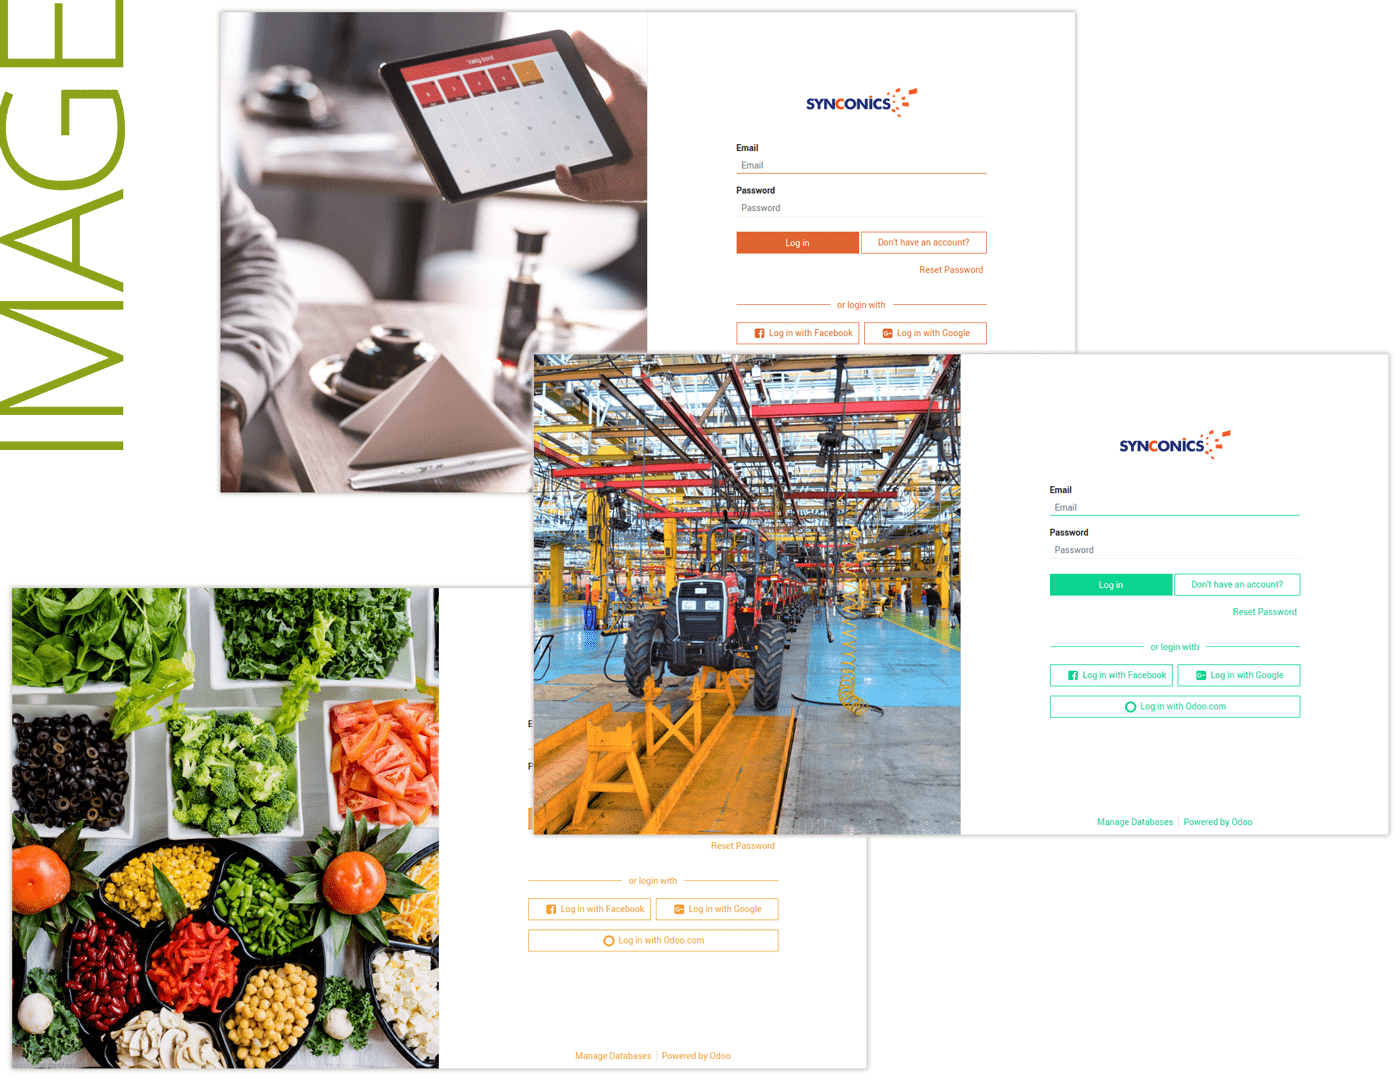 IMAGE
Vælg bord
SYNCONICS
Email
Email
Password
Password
Log in
Don't have an account?
Reset Password
or login with
Log in with Facebook
Log in with Google
SYNCONICS
Email
Email
Password
Password
Log in
Don't have an account?
Reset Password
or login with
Log in with Facebook
Log in with Google
Log in with Odoo.com
Manage Databases
Powered by Odoo
E
P
Reset Password
or login with
Log in with Facebook
Log in with Google
Log in with Odoo.com
Manage Databases
Powered by Odoo